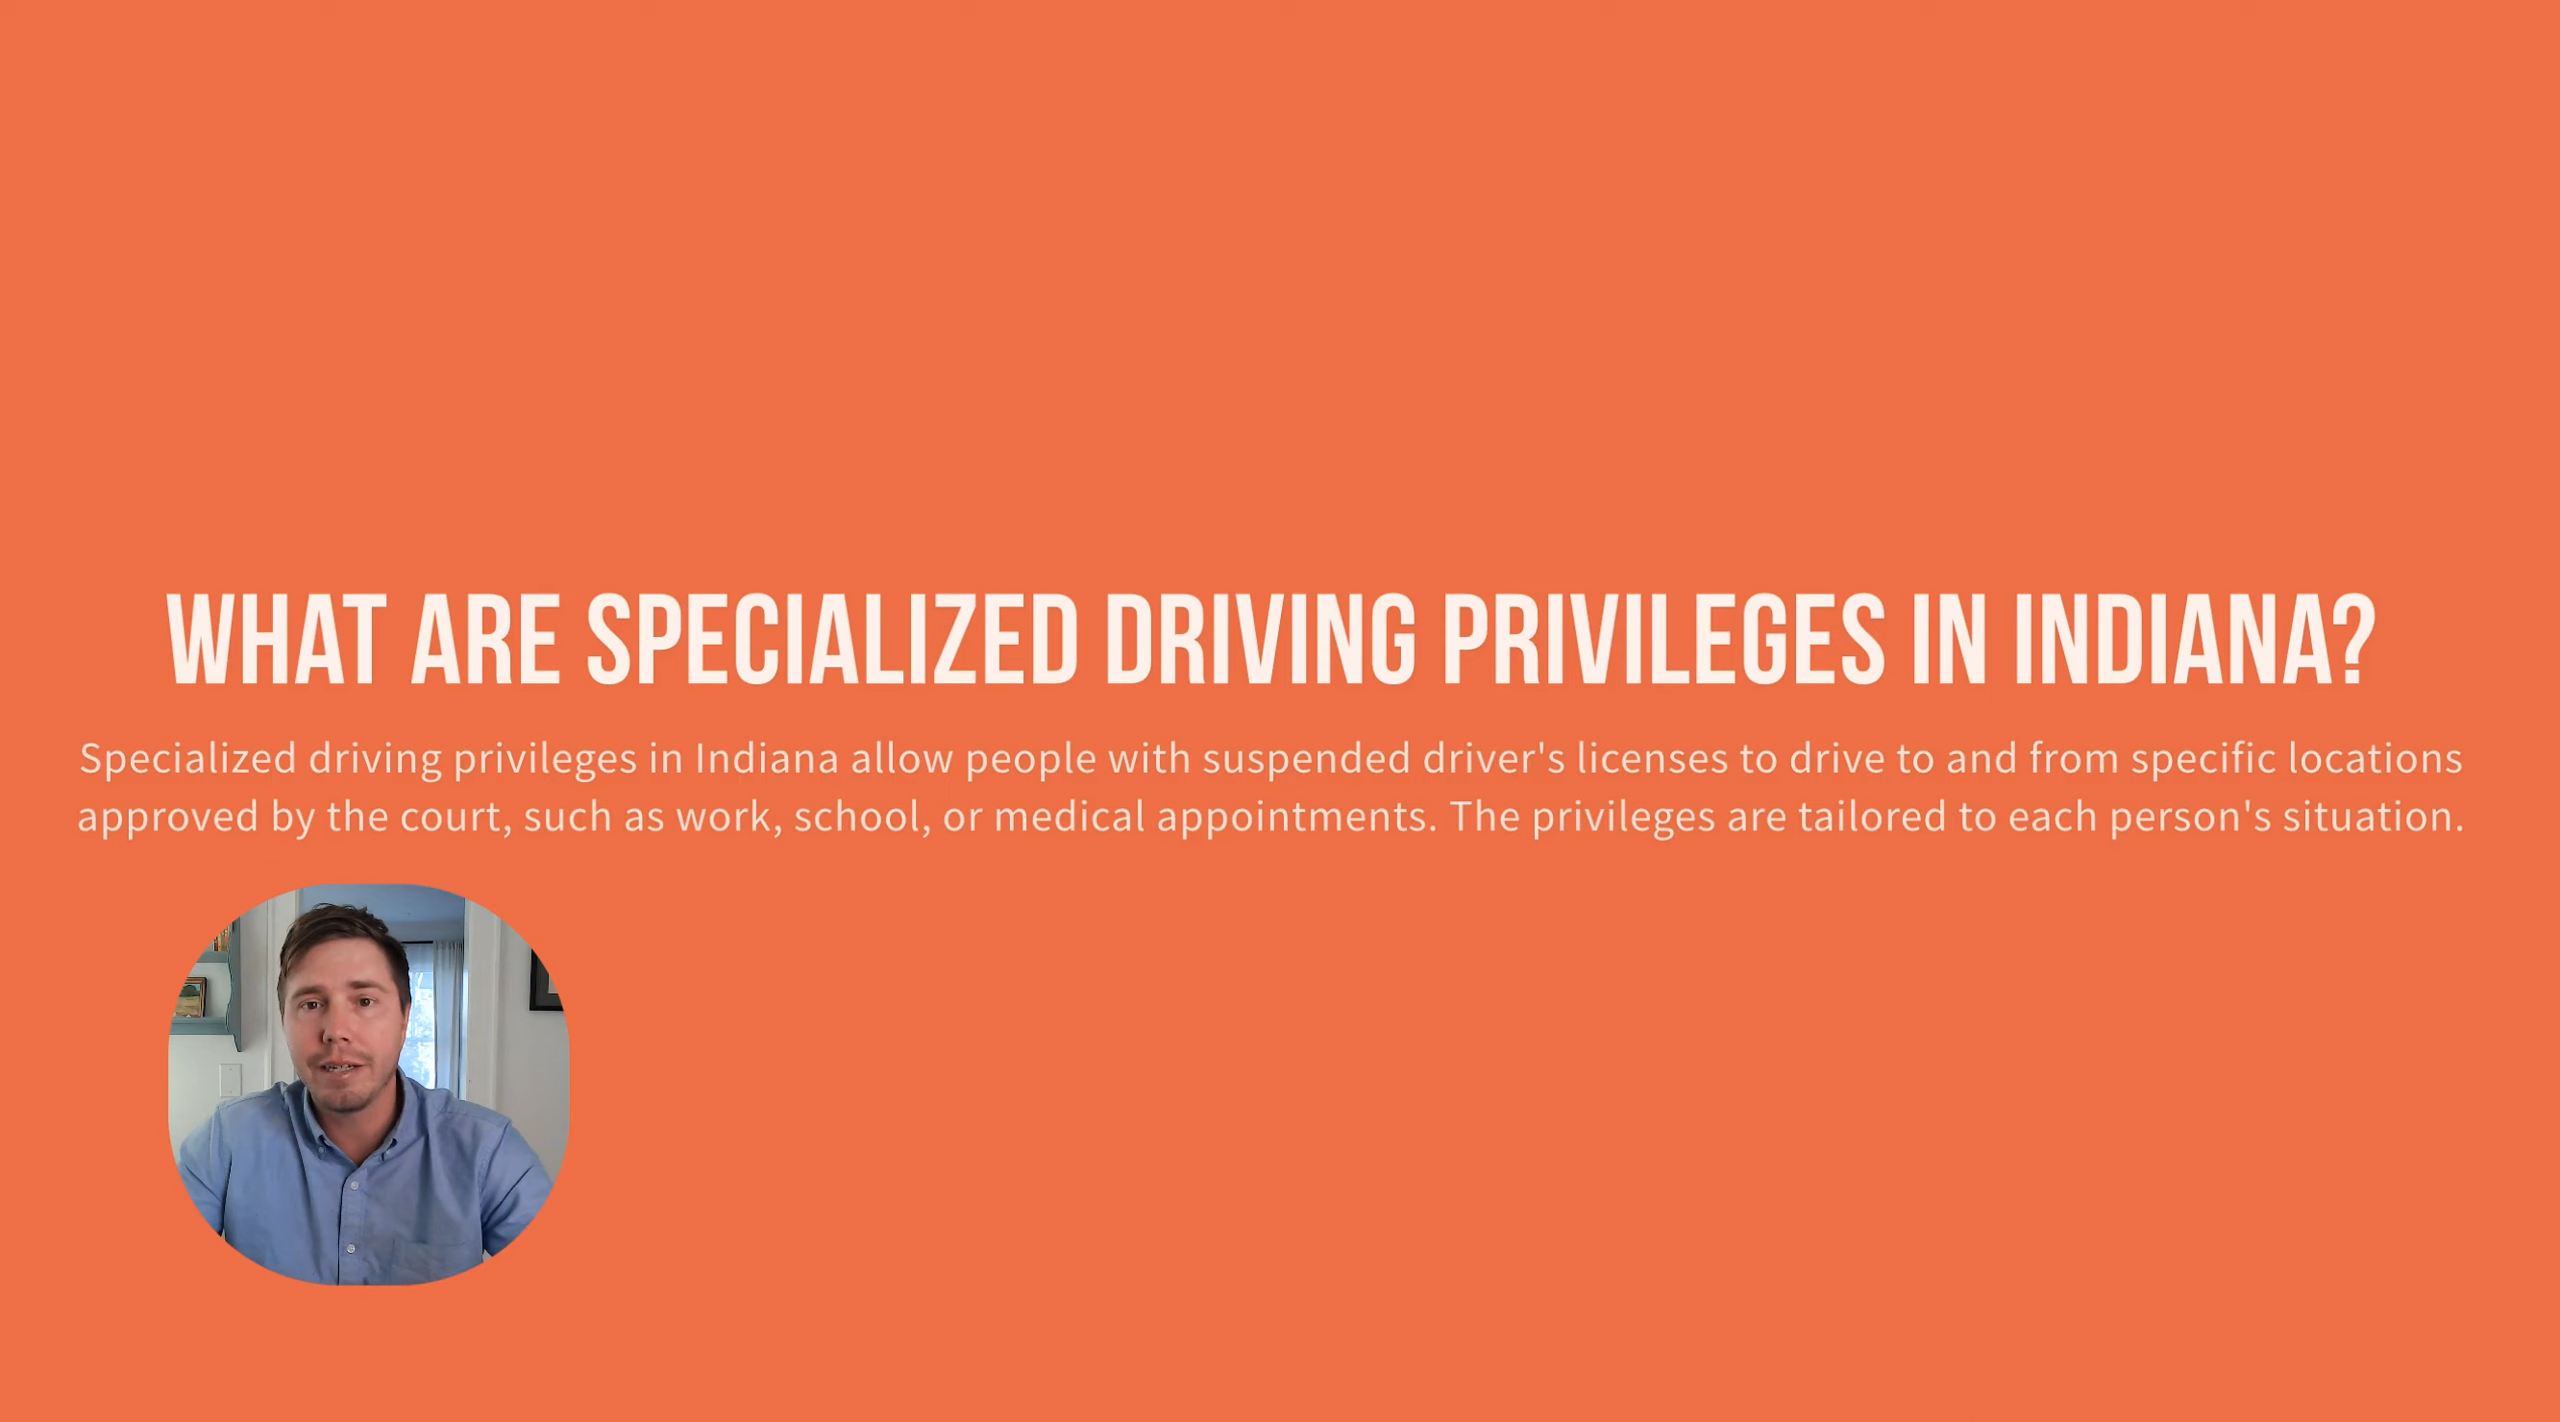 WHAT ARE SPECIALIZED DRIVING PRIVILEGES IN INDIANA?
Specialized driving privileges in Indiana allow people with suspended driver's licenses to drive to and from specific locations
approved by the court, such as work, school, or medical appointments. The privileges are tailored to each person's situation.